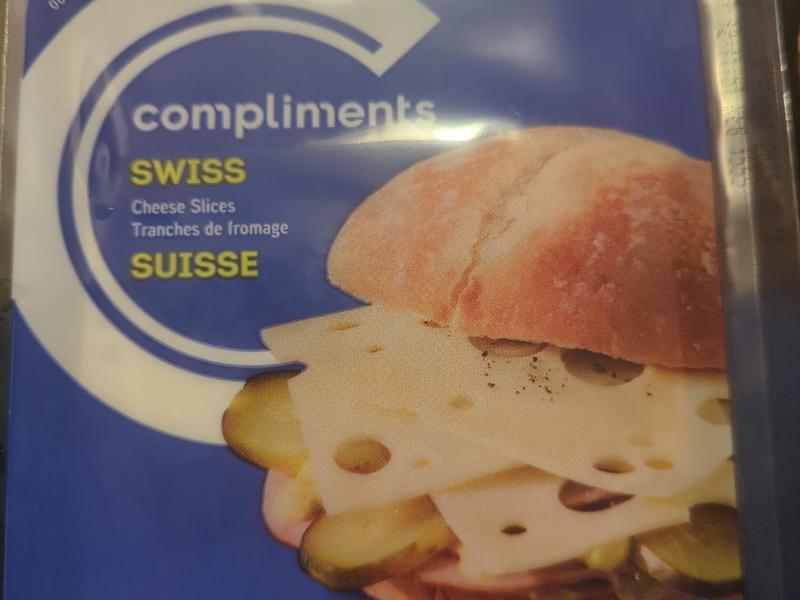 compliments
SWISS
Cheese Slices
Tranches de fromage
SUISSE